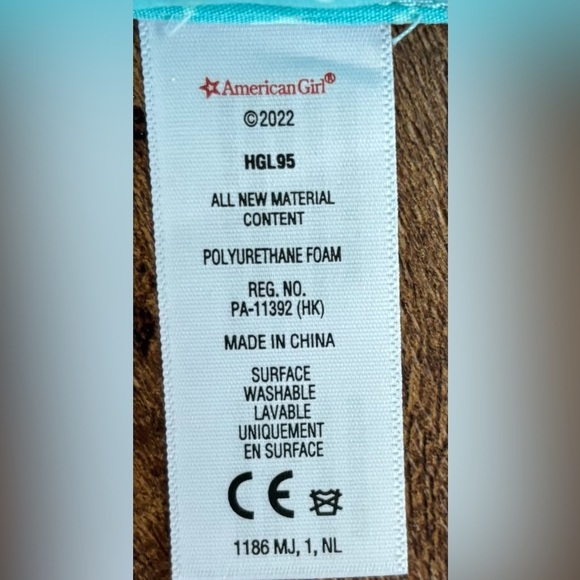 American Girl®
©2022
HGL95
ALL NEW MATERIAL
CONTENT
POLYURETHANE FOAM
REG. NO.
PA-11392 (HK)
MADE IN CHINA
SURFACE
WASHABLE
LAVABLE
UNIQUEMENT
EN SURFACE
CE
1186 MJ, 1, NL